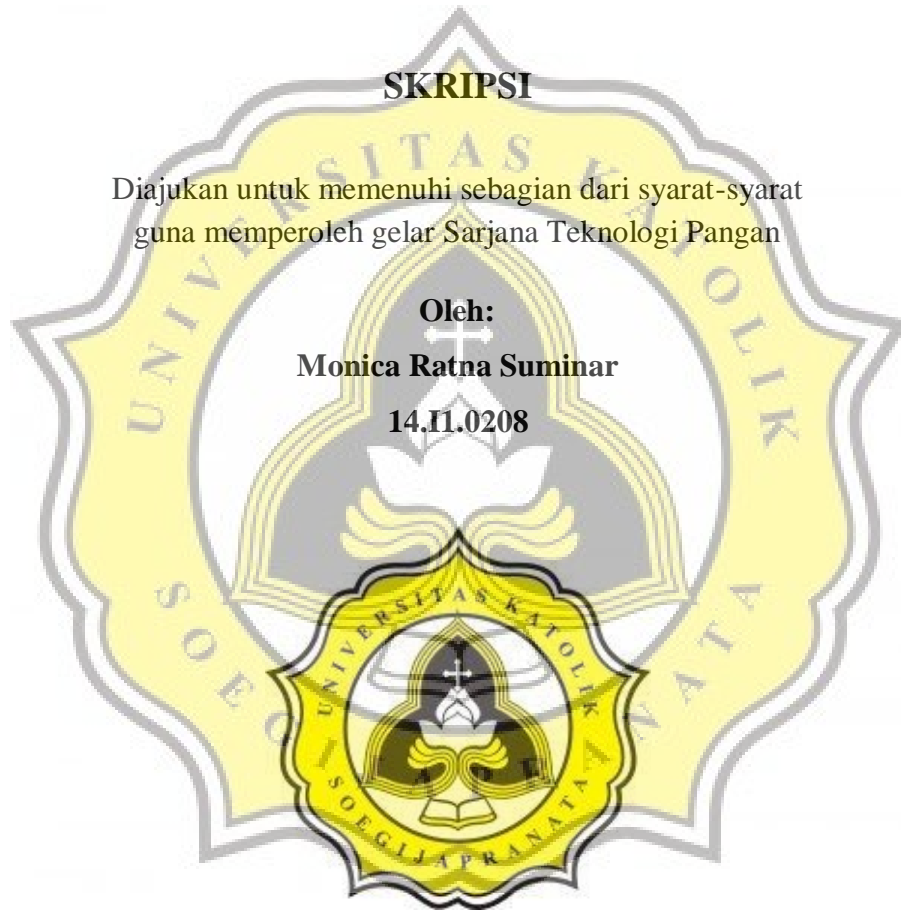 SKRIPSI
Diajukan untuk memenuhi sebagian dari syarat-syarat
guna memperoleh gelar Sarjana Teknologi Pangan
Oleh:
Monica Ratna Suminar
14.I1.0208
UNIVERSITAS KATOLIK
SOEGIJAPRANATA
UNIVERSITAS KATOLIK
SOEGIJAPRANATA